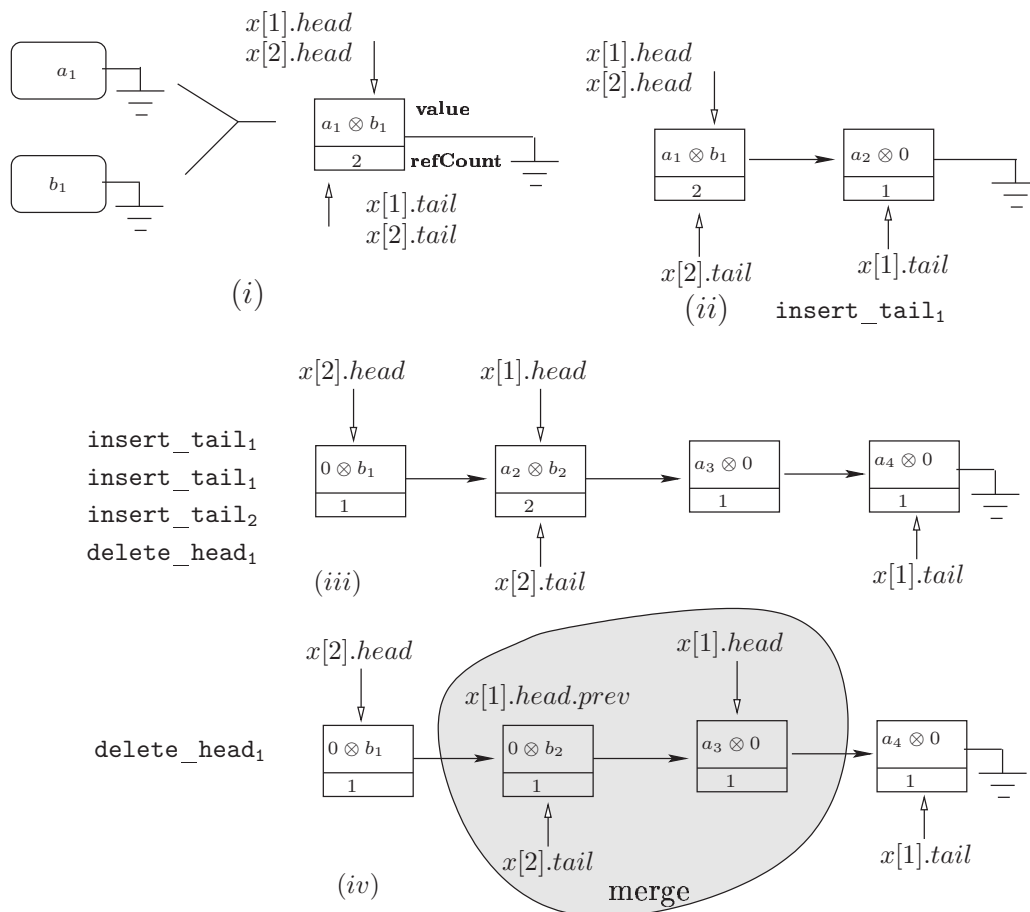 x[1].head
x[2].head
a₁
a₁ ⊗ b₁
value
2
refCount
b₁
x[1].tail
x[2].tail
(i)
x[1].head
x[2].head
a₁ ⊗ b₁
a₂ ⊗ 0
2
1
x[2].tail
x[1].tail
(ii)
insert_tail₁
x[2].head
x[1].head
insert_tail₁
insert_tail₁
insert_tail₂
delete_head₁
0 ⊗ b₁
a₂ ⊗ b₂
a₃ ⊗ 0
a₄ ⊗ 0
1
2
1
1
(iii)
x[2].tail
x[1].tail
x[2].head
x[1].head
x[1].head.prev
delete_head₁
0 ⊗ b₁
0 ⊗ b₂
a₃ ⊗ 0
a₄ ⊗ 0
1
1
1
1
x[2].tail
x[1].tail
(iv)
merge